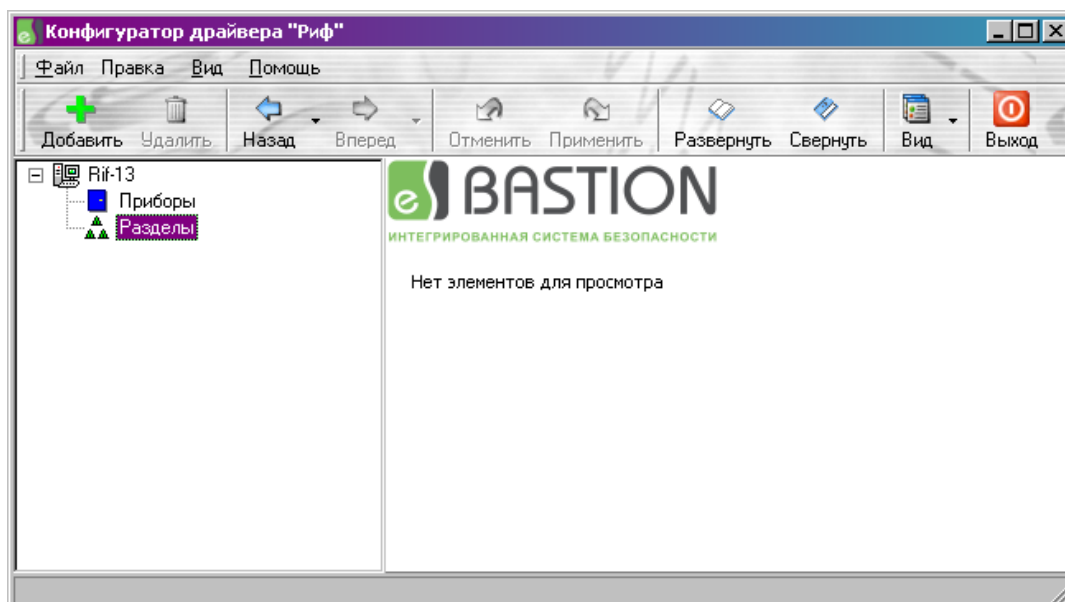 Конфигуратор драйвера "Риф"
Файл Правка Вид Помощь
Добавить Удалить Назад Вперед Отменить Применить Развернуть Свернуть Вид Выход
Rif-13
Приборы
Разделы
eS BASTION
ИНТЕГРИРОВАННАЯ СИСТЕМА БЕЗОПАСНОСТИ
Нет элементов для просмотра